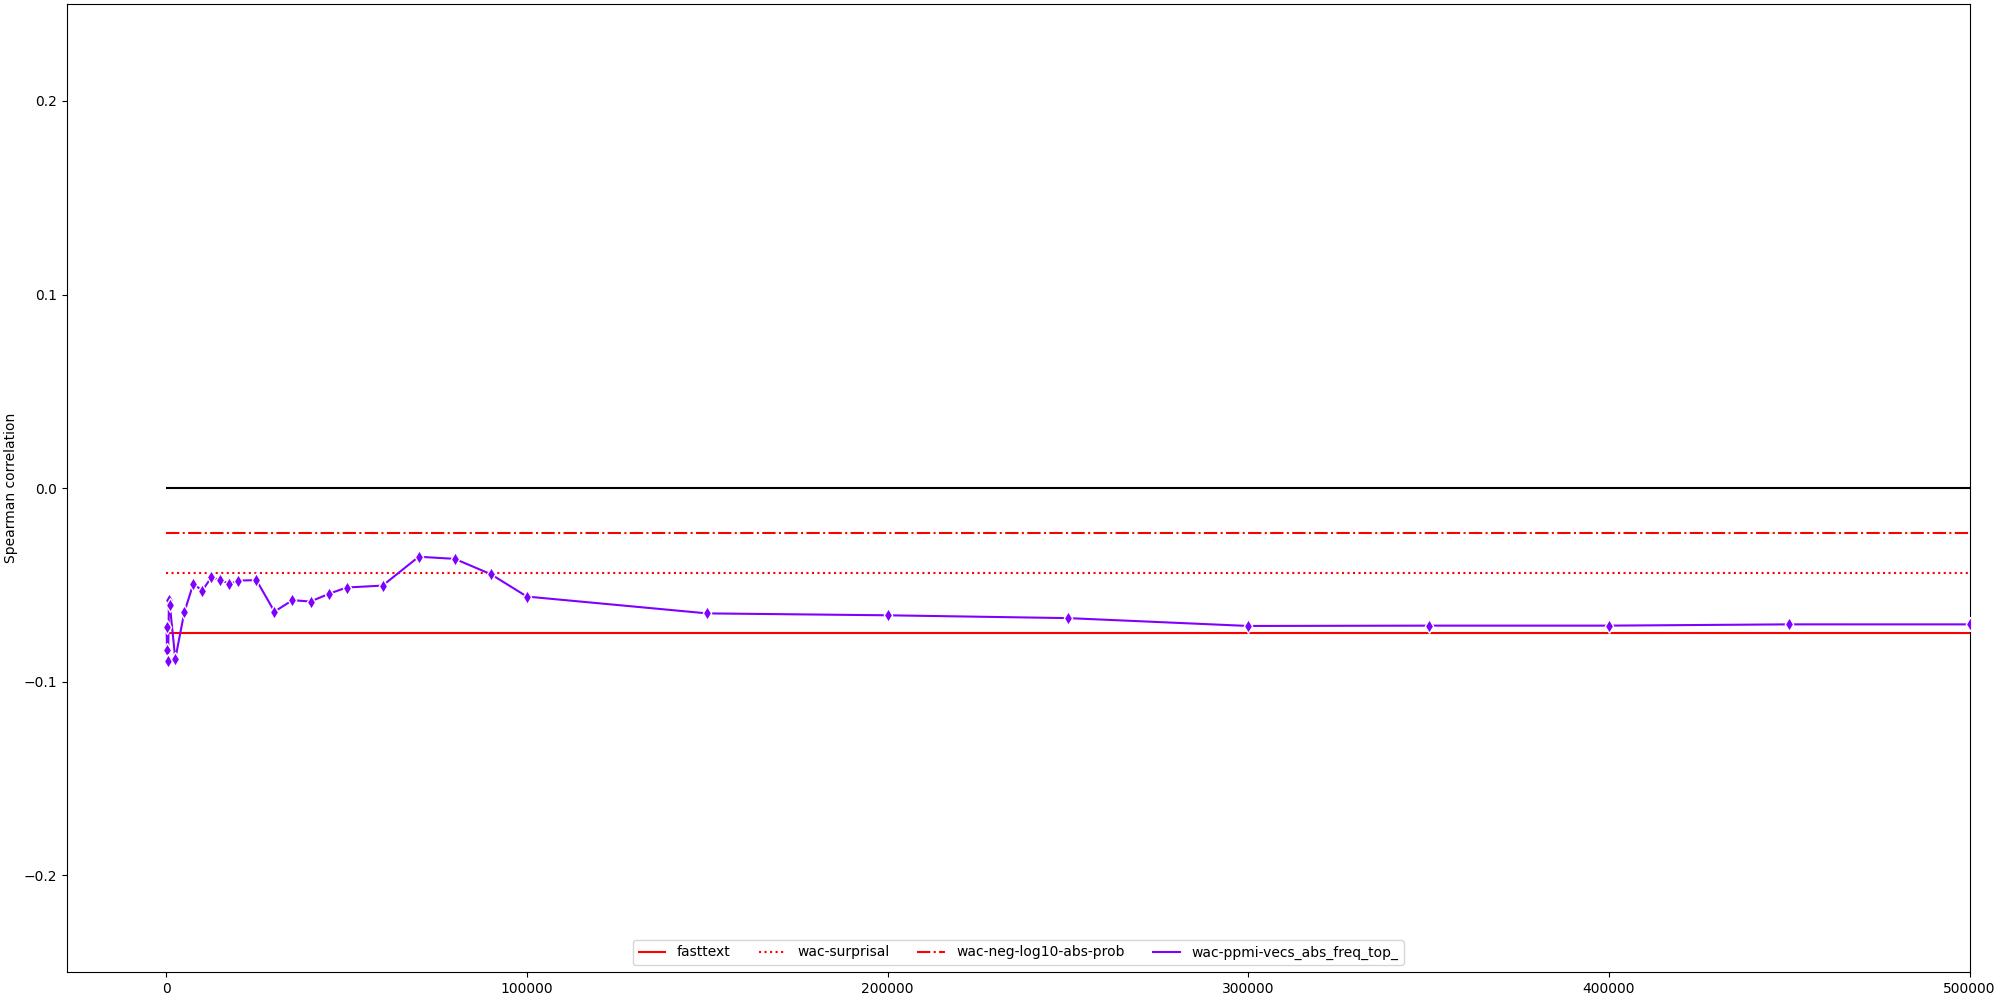 0.2
0.1
0.0
−0.1
−0.2
Spearman correlation
fasttext wac-surprisal wac-neg-log10-abs-prob wac-ppmi-vecs_abs_freq_top_
0 100000 200000 300000 400000 500000